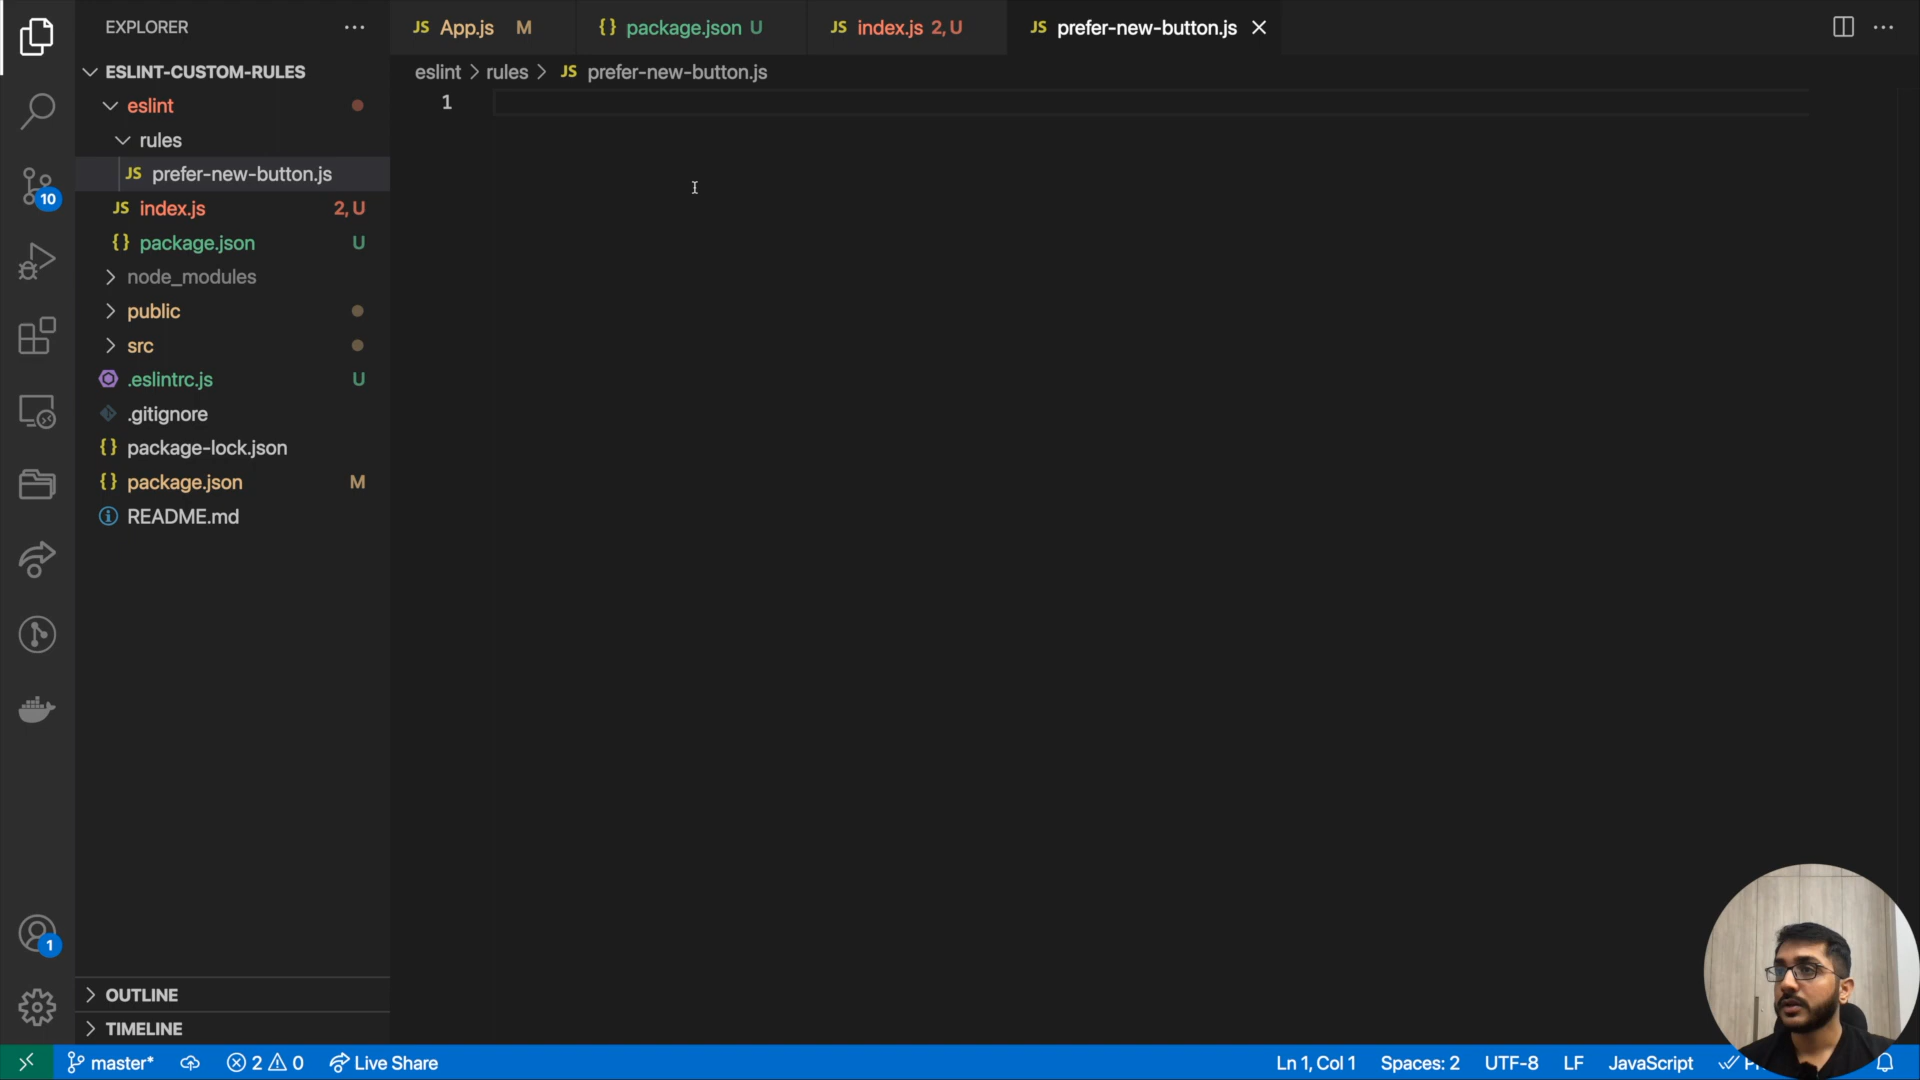 EXPLORER
ESLINT-CUSTOM-RULES
eslint
rules
JS prefer-new-button.js
JS index.js 2, U
{} package.json U
node_modules
public
src
.eslintrc.js U
.gitignore
{} package-lock.json
{} package.json M
README.md
OUTLINE
TIMELINE
10
1
JS App.js M
{} package.json U
JS index.js 2, U
JS prefer-new-button.js
eslint > rules > JS prefer-new-button.js
1
master*
2 0
Live Share
Ln 1, Col 1
Spaces: 2
UTF-8
LF
JavaScript